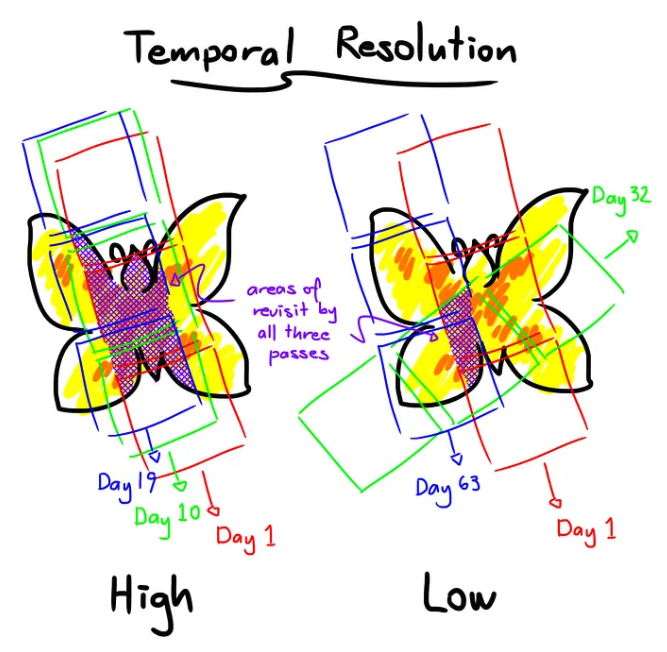 Temporal Resolution
Day 32
areas of
revisit by
all three
passes
Day 19
Day 10
Day 1
Day 63
Day 1
High
Low